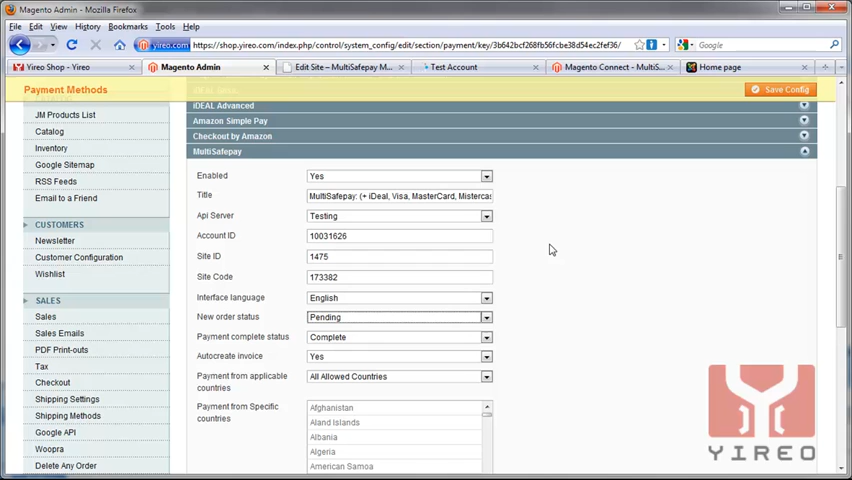 Magento Admin - Mozilla Firefox
File Edit View History Bookmarks Tools Help
yireo.com https://shop.yireo.com/index.php/control/system_config/edit/section/payment/key/3b642bcf268fb56fcbe38d54ec2fef36/ Google
Yireo Shop - Yireo Magento Admin Edit Site – MultiSafepay M... Test Account Magento Connect - MultiS... Home page
Payment Methods Save Config
JM Products List
Catalog
Inventory
Google Sitemap
RSS Feeds
Email to a Friend
CUSTOMERS
Newsletter
Customer Configuration
Wishlist
SALES
Sales
Sales Emails
PDF Print-outs
Tax
Checkout
Shipping Settings
Shipping Methods
Google API
Woopra
Delete Any Order
iDEAL Advanced
Amazon Simple Pay
Checkout by Amazon
MultiSafepay
Enabled Yes
Title MultiSafepay: (+ iDeal, Visa, MasterCard, Mistercas
Api Server Testing
Account ID 10031626
Site ID 1475
Site Code 173382
Interface language English
New order status Pending
Payment complete status Complete
Autocreate invoice Yes
Payment from applicable All Allowed Countries
countries
Payment from Specific Afghanistan
countries Aland Islands
Albania
Algeria
American Samoa
YIREO